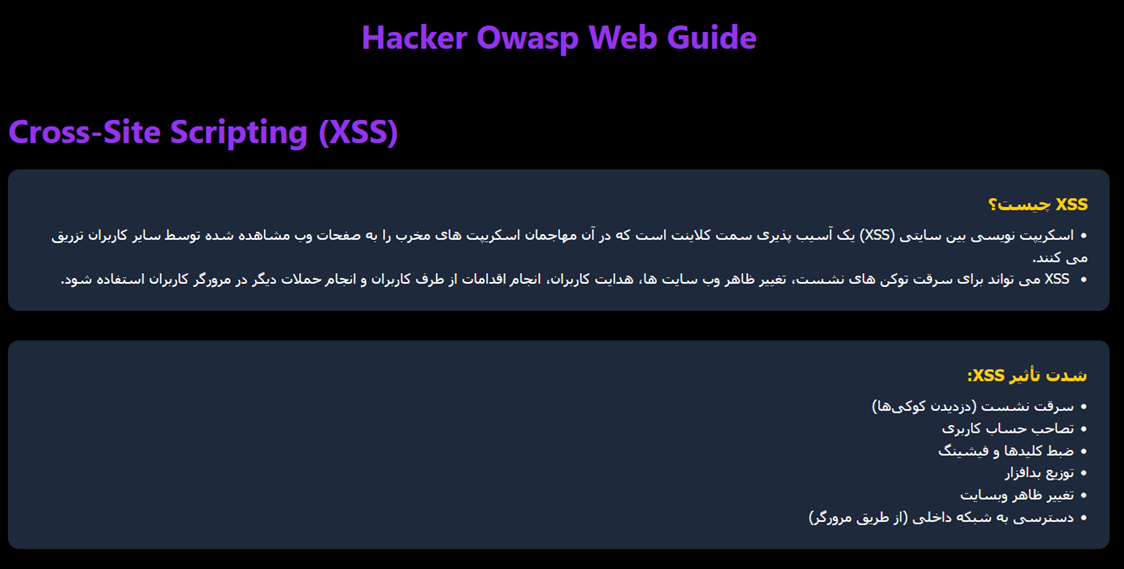 Hacker Owasp Web Guide
Cross-Site Scripting (XSS)
XSS چیست؟
• اسکریپت نویسی بین سایتی (XSS) یک آسیب پذیری سمت کلاینت است که در آن مهاجمان اسکریپت های مخرب را به صفحات وب مشاهده شده توسط سایر کاربران تزریق
می کنند.
• XSS می تواند برای سرقت توکن های نشست، تغییر ظاهر وب سایت ها، هدایت کاربران، انجام اقدامات از طرف کاربران و انجام حملات دیگر در مرورگر کاربران استفاده شود.
شدت تأثیر XSS:
• سرقت نشست (دزدیدن کوکی‌ها)
• تصاحب حساب کاربری
• ضبط کلیدها و فیشینگ
• توزیع بدافزار
• تغییر ظاهر وبسایت
• دسترسی به شبکه داخلی (از طریق مرورگر)